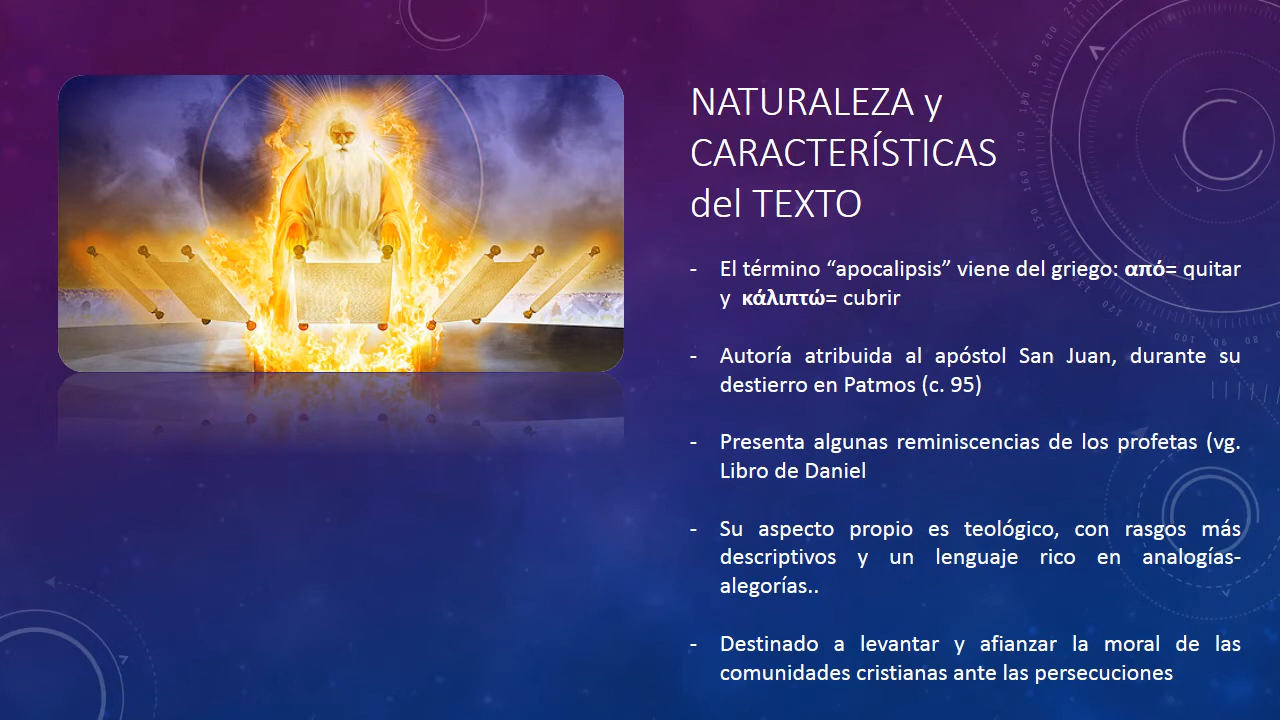 NATURALEZA y
CARACTERÍSTICAS
del TEXTO
- El término “apocalipsis” viene del griego: από= quitar
y κάλιπτώ= cubrir
- Autoría atribuida al apóstol San Juan, durante su
destierro en Patmos (c. 95)
- Presenta algunas reminiscencias de los profetas (vg.
Libro de Daniel
- Su aspecto propio es teológico, con rasgos más
descriptivos y un lenguaje rico en analogías-
alegorías..
- Destinado a levantar y afianzar la moral de las
comunidades cristianas ante las persecuciones